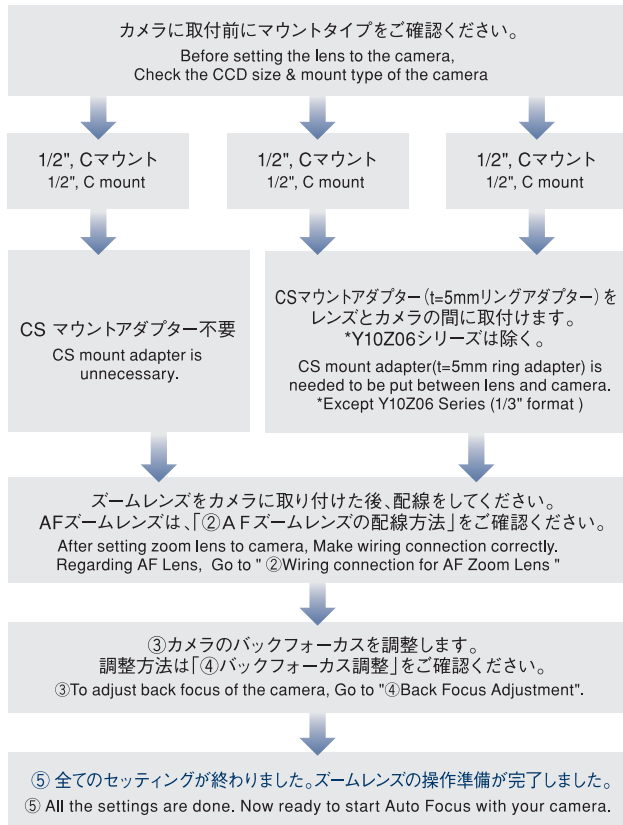 カメラに取付前にマウントタイプをご確認ください。
Before setting the lens to the camera,
Check the CCD size & mount type of the camera
1/2", Cマウント
1/2", C mount
1/2", Cマウント
1/2", C mount
1/2", Cマウント
1/2", C mount
CS マウントアダプター不要
CS mount adapter is
unnecessary.
CSマウントアダプター(t=5mmリングアダプター)を
レンズとカメラの間に取付けます。
*Y10Z06シリーズは除く。
CS mount adapter(t=5mm ring adapter) is
needed to be put between lens and camera.
*Except Y10Z06 Series (1/3" format )
ズームレンズをカメラに取り付けた後、配線をしてください。
AFズームレンズは、「②ＡＦズームレンズの配線方法」をご確認ください。
After setting zoom lens to camera, Make wiring connection correctly.
Regarding AF Lens, Go to " ②Wiring connection for AF Zoom Lens "
③カメラのバックフォーカスを調整します。
調整方法は「④バックフォーカス調整」をご確認ください。
③To adjust back focus of the camera, Go to "④Back Focus Adjustment".
⑤ 全てのセッティングが終わりました。ズームレンズの操作準備が完了しました。
⑤ All the settings are done. Now ready to start Auto Focus with your camera.